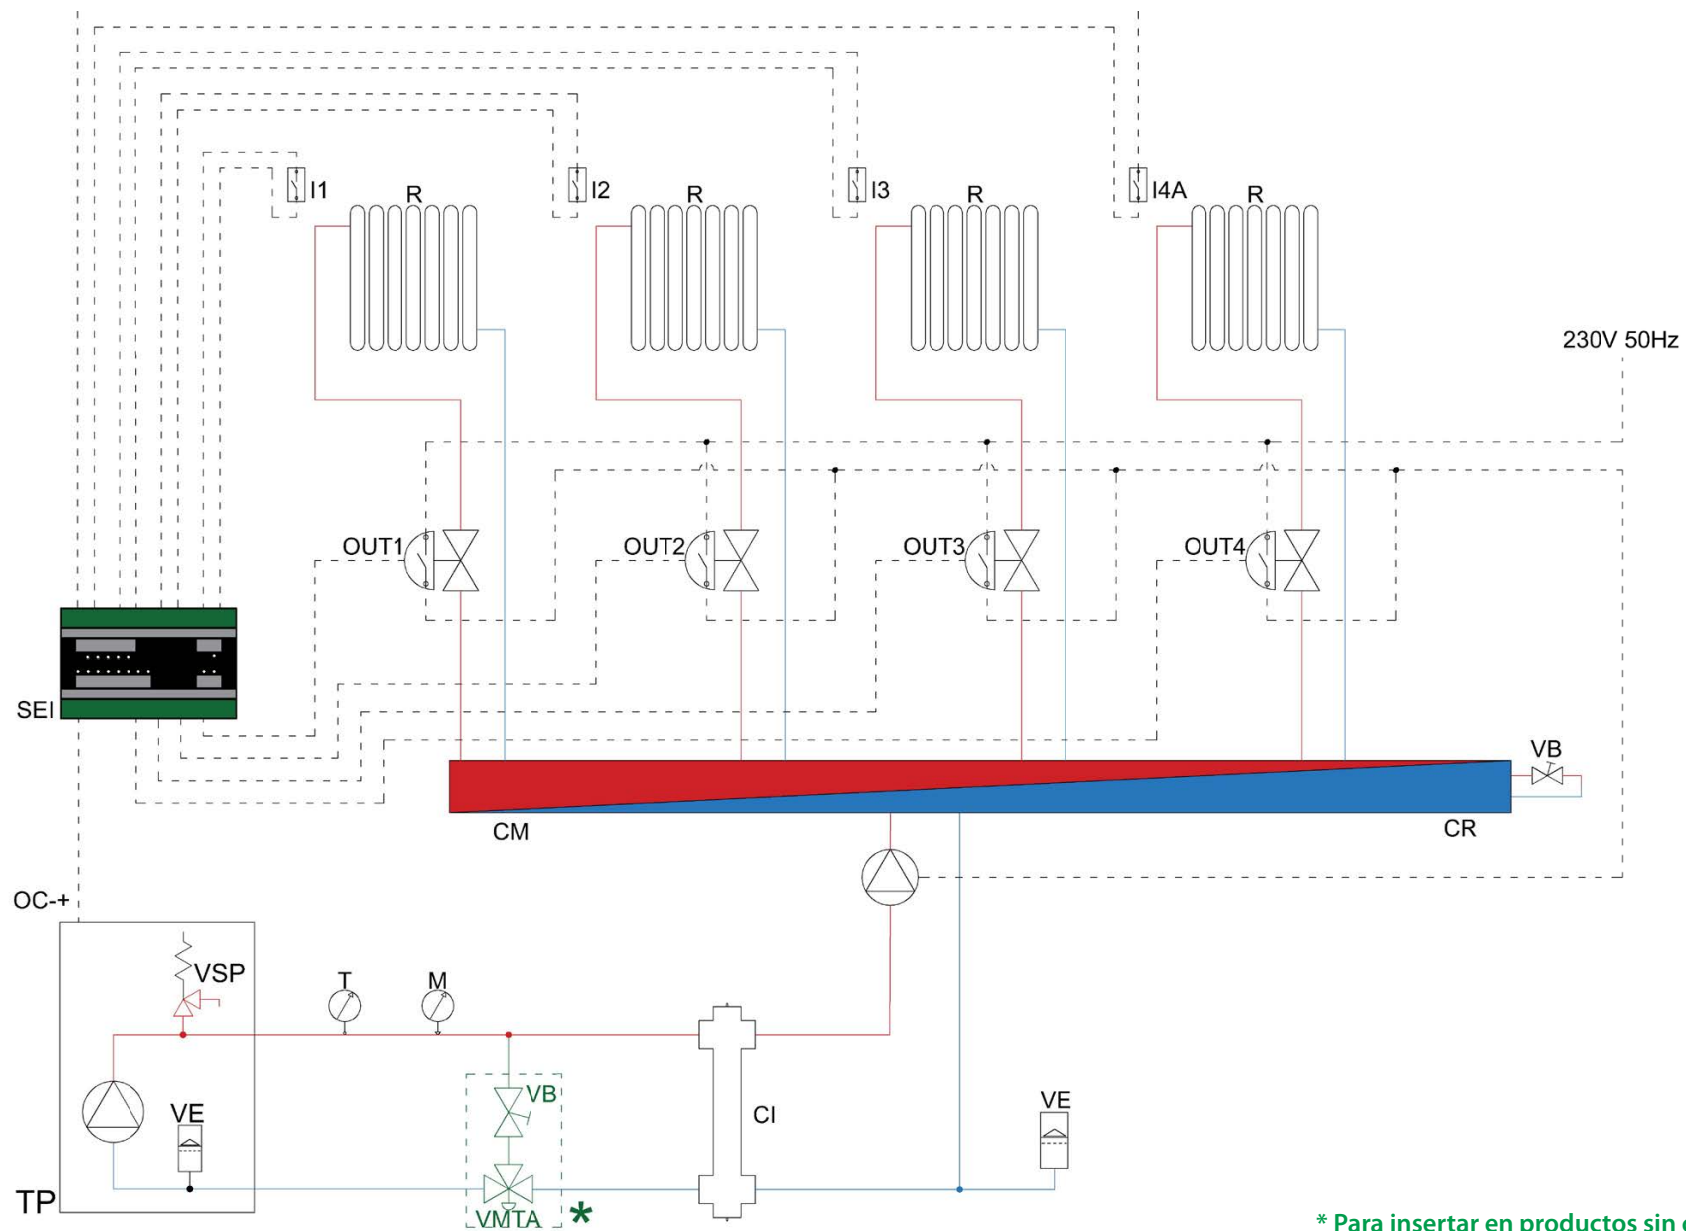 I1
R
I2
R
I3
R
I4A
R
230V 50Hz
OUT1
OUT2
OUT3
OUT4
SEI
VB
CM
CR
OC-+
VSP
T
M
VE
VB
CI
VE
TP
VMTA
*
* Para insertar en productos sin